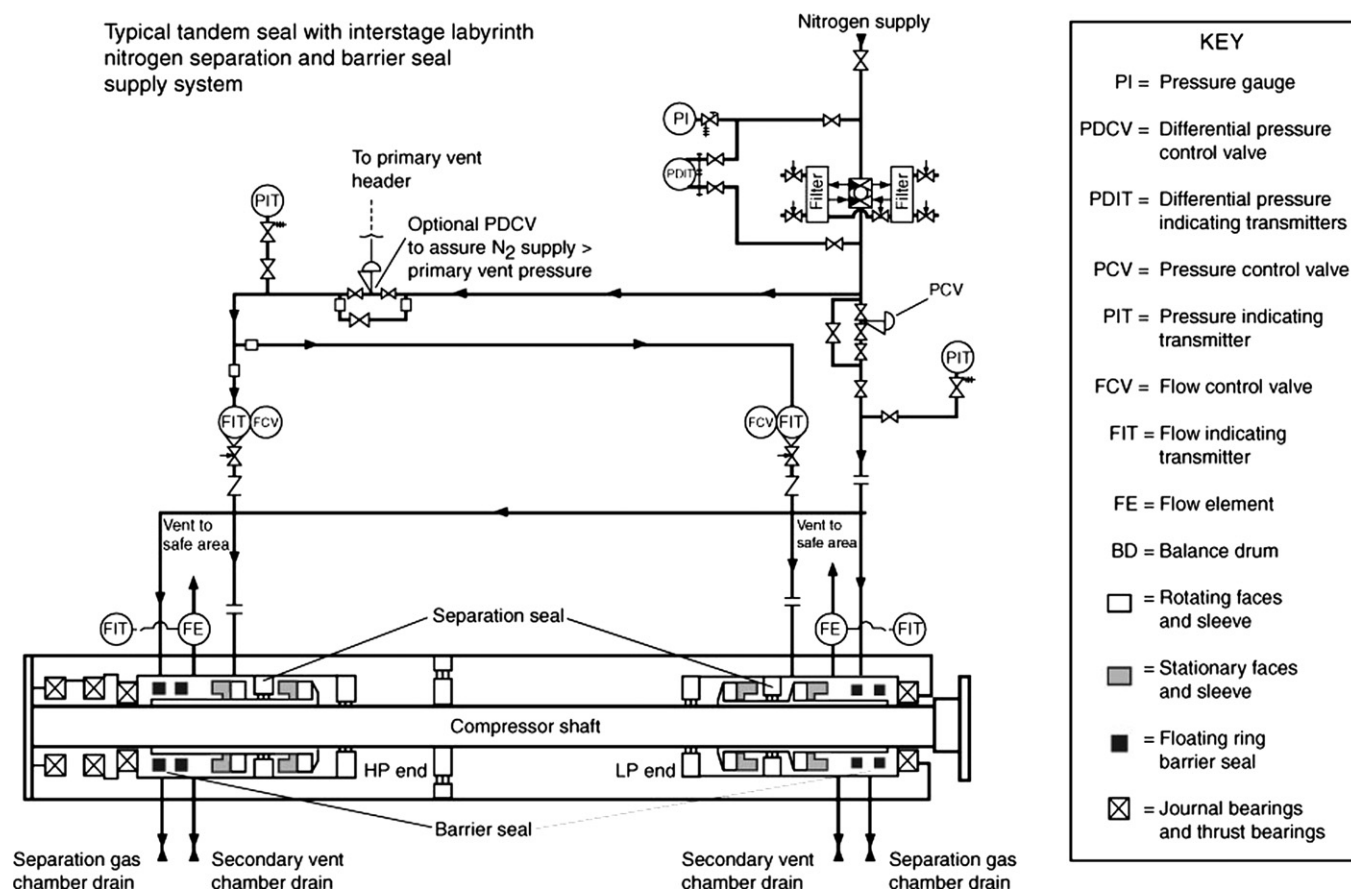 Typical tandem seal with interstage labyrinth
nitrogen separation and barrier seal
supply system
Nitrogen supply
PI
PDIT
Filter
Filter
To primary vent
header
PIT
Optional PDCV
to assure N₂ supply >
primary vent pressure
PCV
PIT
FIT
FCV
FCV
FIT
Vent to
safe area
Vent to
safe area
FIT
FE
Separation seal
FE
FIT
Compressor shaft
HP end
LP end
Barrier seal
Separation gas
chamber drain
Secondary vent
chamber drain
Secondary vent
chamber drain
Separation gas
chamber drain
KEY
PI = Pressure gauge
PDCV = Differential pressure
control valve
PDIT = Differential pressure
indicating transmitters
PCV = Pressure control valve
PIT = Pressure indicating
transmitter
FCV = Flow control valve
FIT = Flow indicating
transmitter
FE = Flow element
BD = Balance drum
= Rotating faces
and sleeve
= Stationary faces
and sleeve
= Floating ring
barrier seal
= Journal bearings
and thrust bearings